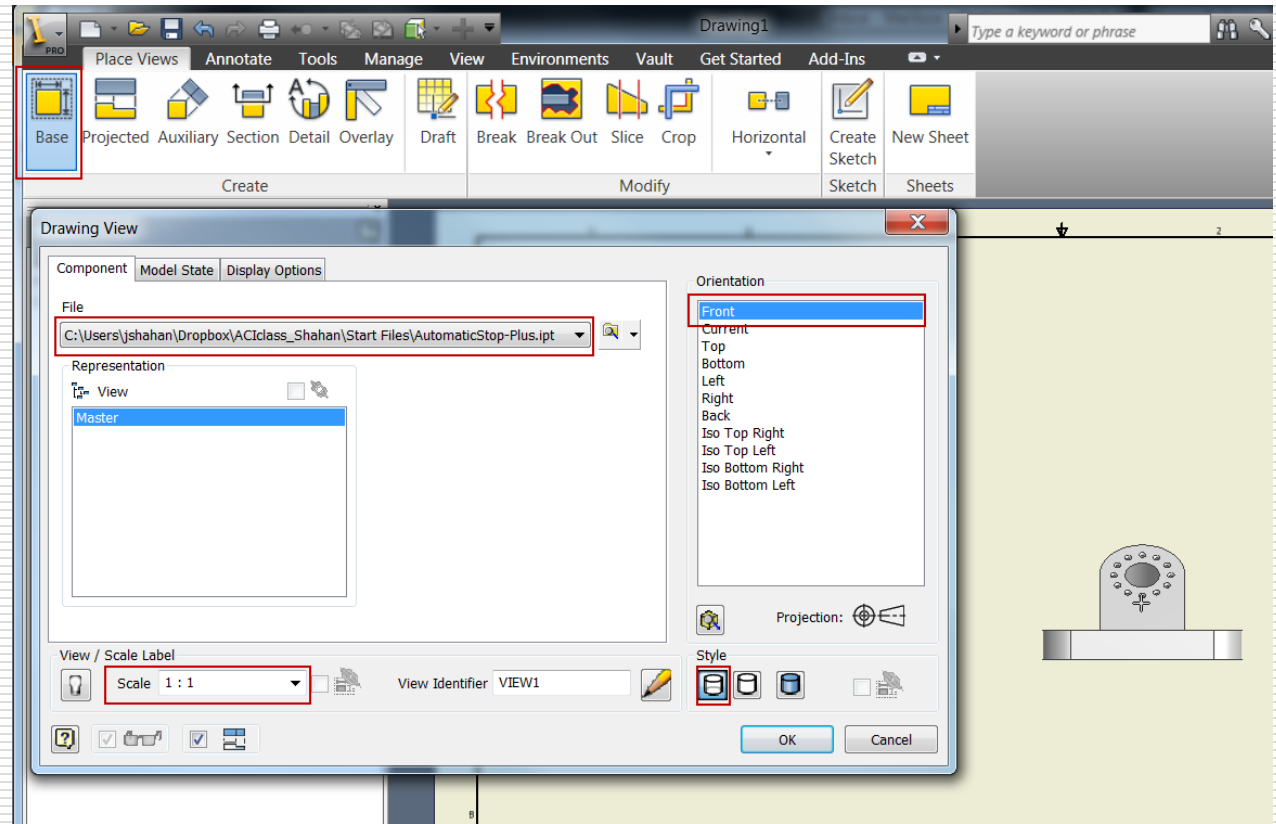 Drawing1
Type a keyword or phrase
PRO
Place Views Annotate Tools Manage View Environments Vault Get Started Add-Ins
Base Projected Auxiliary Section Detail Overlay Draft Break Break Out Slice Crop Horizontal Create Sketch New Sheet
Create Modify Sketch Sheets
Drawing View
Component Model State Display Options
File
C:\Users\jshahan\Dropbox\ACIclass_Shahan\Start Files\AutomaticStop-Plus.ipt
Representation
View
Master
Orientation
Front
Current
Top
Bottom
Left
Right
Back
Iso Top Right
Iso Top Left
Iso Bottom Right
Iso Bottom Left
Projection:
View / Scale Label
Scale 1 : 1
View Identifier VIEW1
Style
OK Cancel
2
B